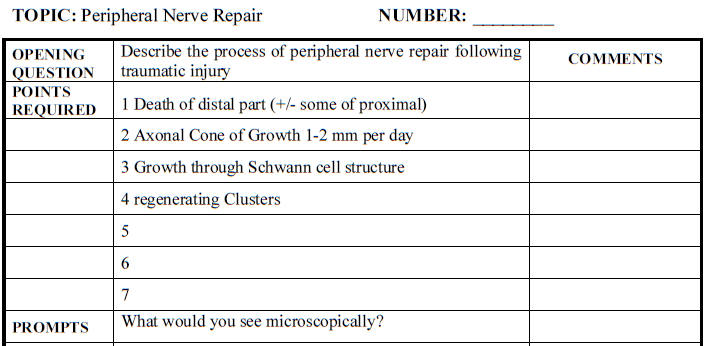 TOPIC: Peripheral Nerve Repair NUMBER: ________
OPENING QUESTION
Describe the process of peripheral nerve repair following traumatic injury
COMMENTS
POINTS REQUIRED
1 Death of distal part (+/- some of proximal)
2 Axonal Cone of Growth 1-2 mm per day
3 Growth through Schwann cell structure
4 regenerating Clusters
5
6
7
PROMPTS
What would you see microscopically?